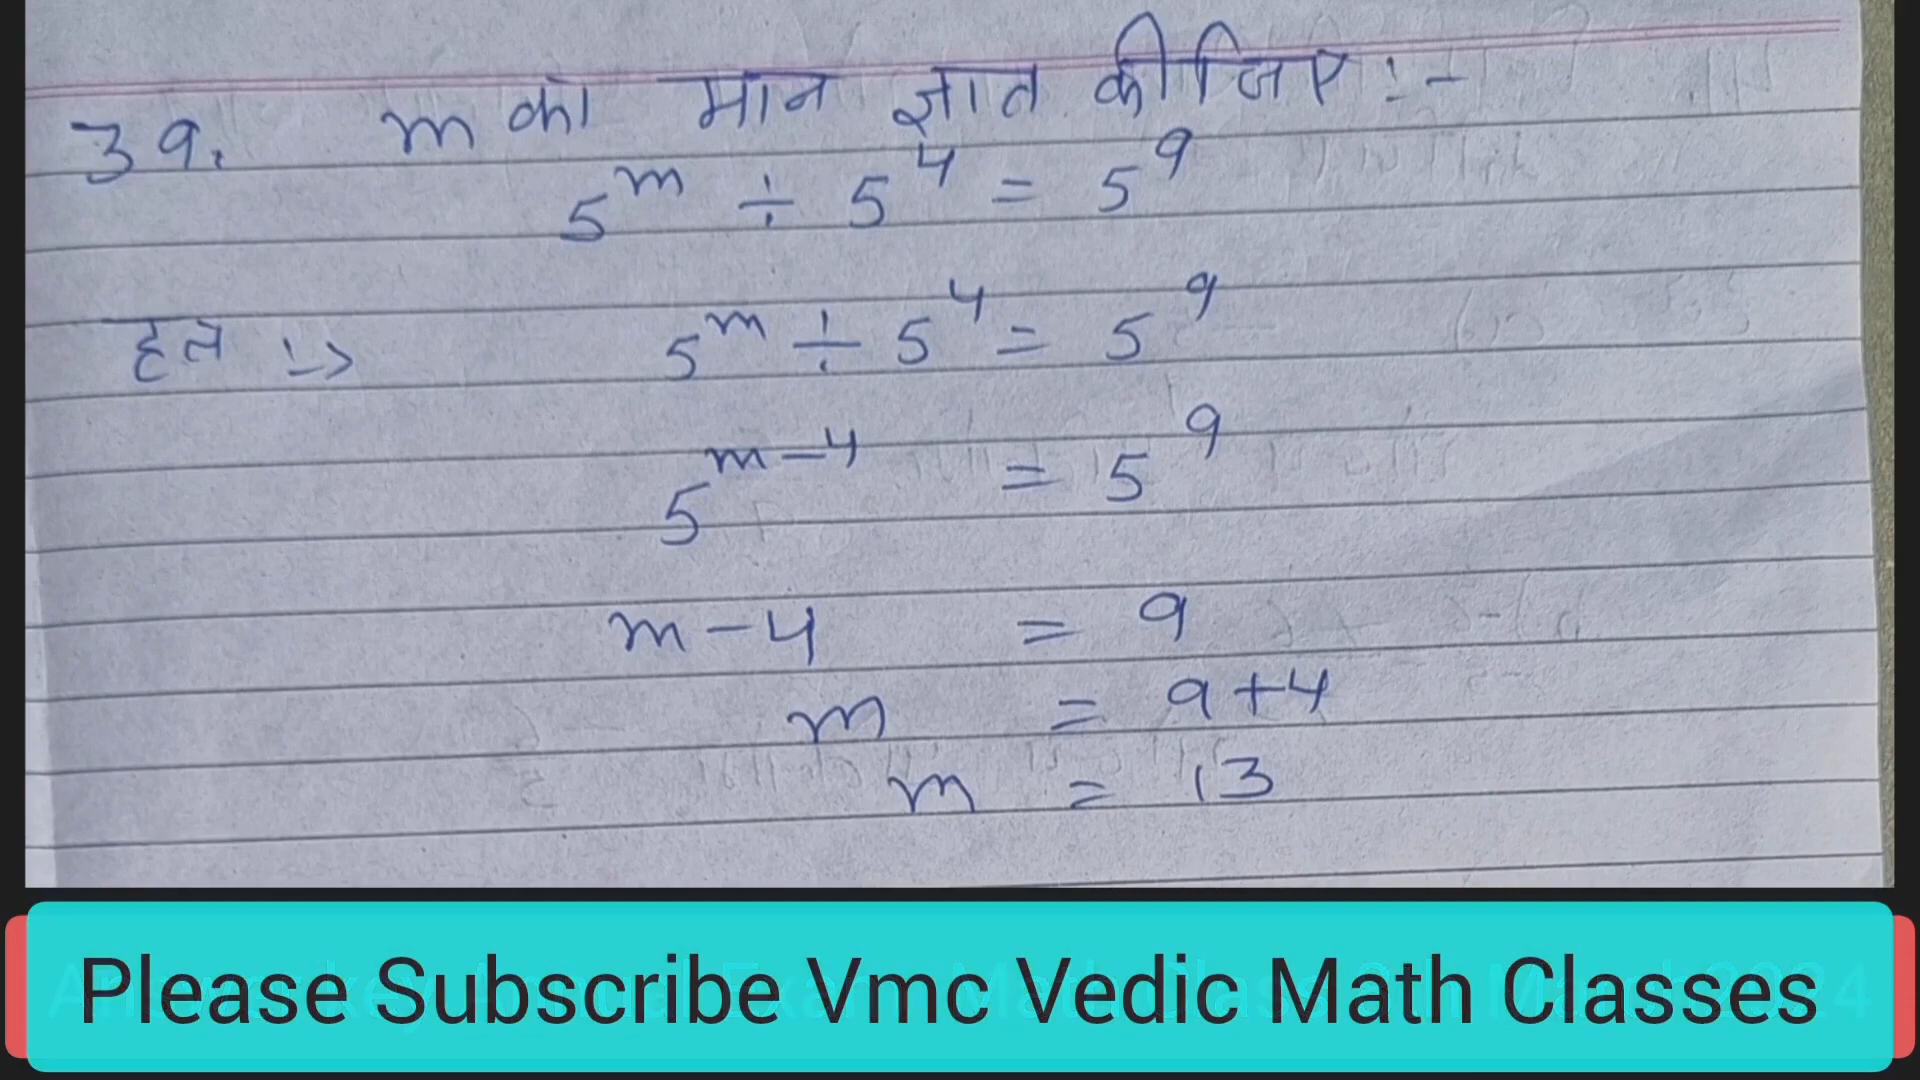 39. m का मान ज्ञात कीजिए :-
5^m ÷ 5^4 = 5^9
हल :-> 5^m ÷ 5^4 = 5^9
5^m-4 = 5^9
m-4 = 9
m = 9+4
m = 13
Please Subscribe Vmc Vedic Math Classes